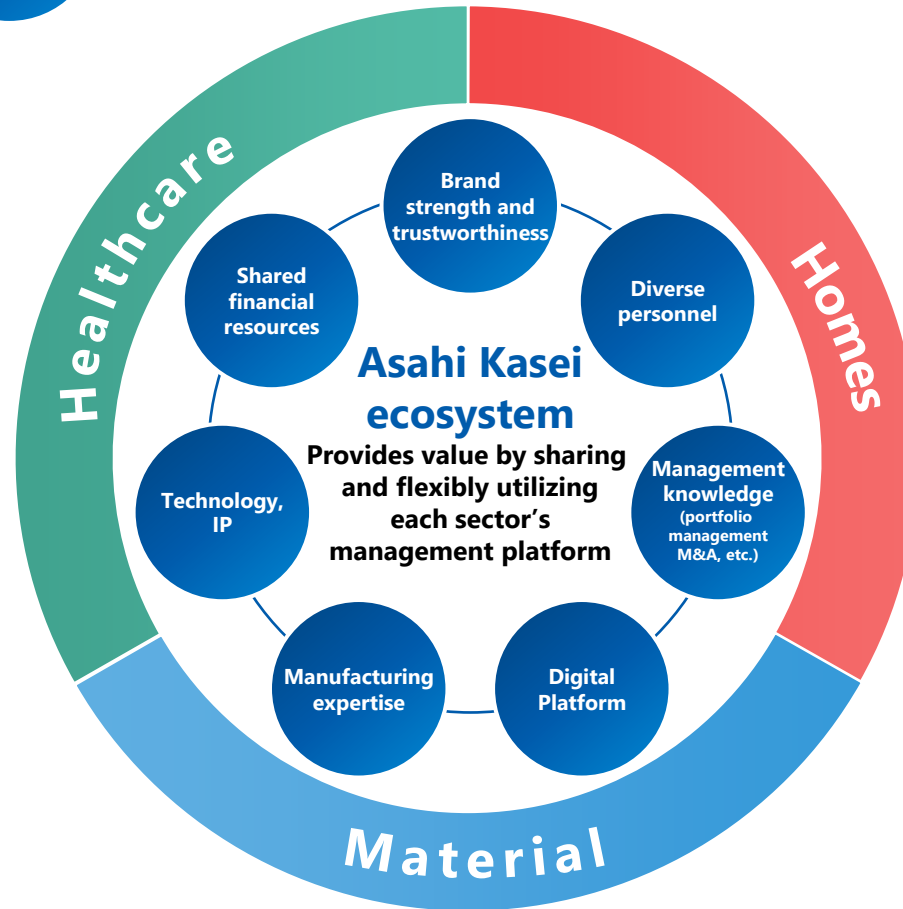 Healthcare
Homes
Material
Brand
strength and
trustworthiness
Diverse
personnel
Management
knowledge
(portfolio
management
M&A, etc.)
Digital
Platform
Manufacturing
expertise
Technology,
IP
Shared
financial
resources
Asahi Kasei
ecosystem
Provides value by sharing
and flexibly utilizing
each sector’s
management platform